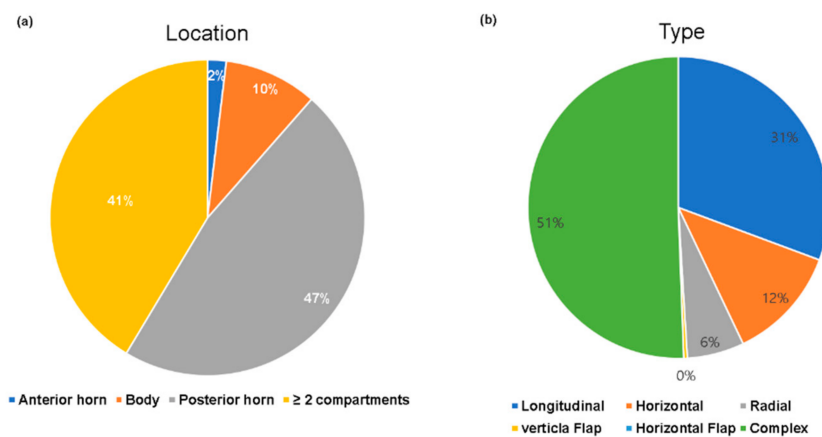 (a)
Location
2%
10%
41%
47%
Anterior horn Body Posterior horn ≥ 2 compartments
(b)
Type
31%
51%
12%
6%
0%
Longitudinal Horizontal Radial
verticla Flap Horizontal Flap Complex